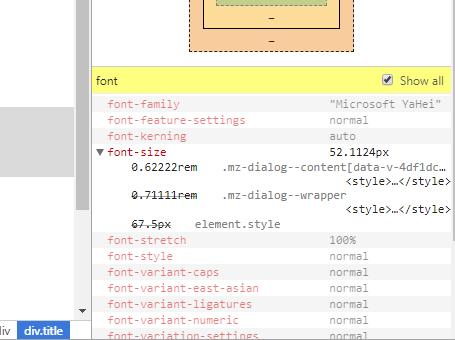 –
–
font Show all
font-family "Microsoft YaHei"
font-feature-settings normal
font-kerning auto
font-size 52.1124px
0.62222rem .mz-dialog--content[data-v-4df1dc…
<style>…</style>
0.71111rem .mz-dialog--wrapper
<style>…</style>
67.5px element.style
font-stretch 100%
font-style normal
font-variant-caps normal
font-variant-east-asian normal
font-variant-ligatures normal
font-variant-numeric normal
font-variation-settings normal
div div.title